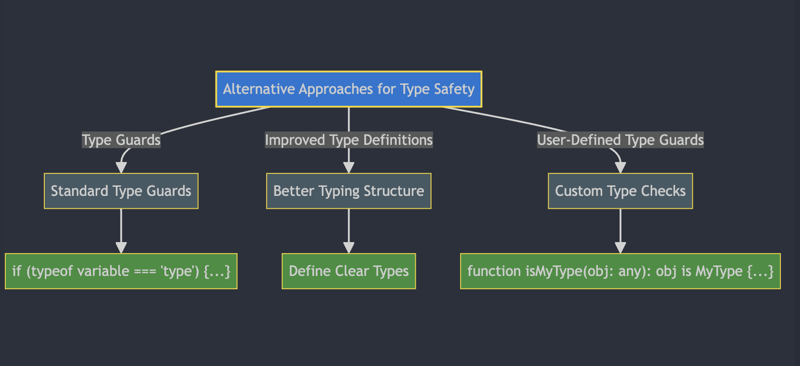 Alternative Approaches for Type Safety
Type Guards
Improved Type Definitions
User-Defined Type Guards
Standard Type Guards
Better Typing Structure
Custom Type Checks
if (typeof variable === 'type') {...}
Define Clear Types
function isMyType(obj: any): obj is MyType {...}